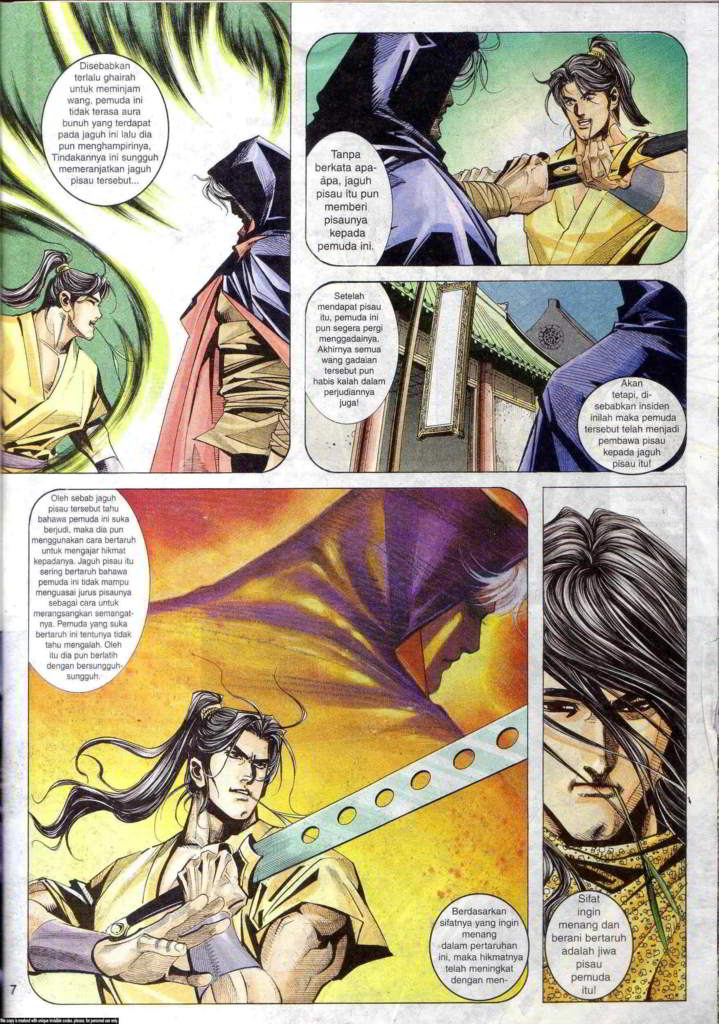 Disebabkan
terlalu ghairah
untuk meminjam
wang, pemuda ini
tidak terasa aura
bunuh yang terdapat
pada jaguh ini lalu dia
pun menghampirinya,
Tindakannya ini sungguh
memeranjatkan jaguh
pisau tersebut...
Tanpa
berkata apa-
apa, jaguh
pisau itu pun
memberi
pisaunya
kepada
pemuda ini.
Setelah
mendapat pisau
itu, pemuda ini
pun segera pergi
menggadainya.
Akhirnya semua
wang gadaian
tersebut pun
habis kalah dalam
perjudiannya
juga!
Akan
tetapi, di-
sebabkan insiden
inilah maka pemuda
tersebut telah menjadi
pembawa pisau
kepada jaguh
pisau itu!
Oleh sebab jaguh
pisau tersebut tahu
bahawa pemuda ini suka
berjudi, maka dia pun
menggunakan cara bertaruh
untuk mengajar hikmat
kepadanya. Jaguh pisau itu
sering bertaruh bahawa
pemuda ini tidak mampu
menguasai jurus pisaunya
sebagai cara untuk
merangsangkan semangat-
nya. Pemuda yang suka
bertaruh ini tentunya tidak
tahu mengalah. Oleh
itu dia pun berlatih
dengan bersungguh-
sungguh.
Berdasarkan
sifatnya yang ingin
menang
dalam pertaruhan
ini, maka hikmatnya
telah meningkat
dengan men-
Sifat
ingin
menang dan
berani bertaruh
adalah jiwa
pisau
pemuda
itu!
7